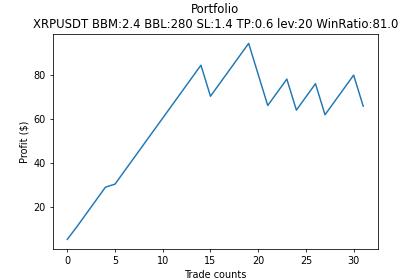 Portfolio
XRPUSDT BBM:2.4 BBL:280 SL:1.4 TP:0.6 lev:20 WinRatio:81.0
Profit ($)
80
60
40
20
0 5 10 15 20 25 30
Trade counts